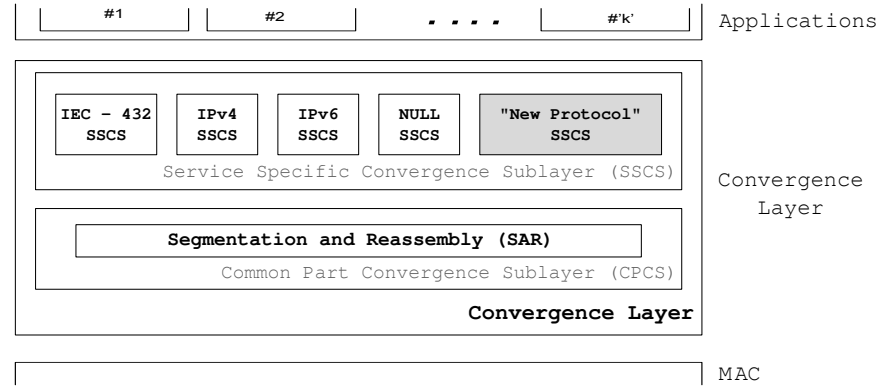 #1
#2
. . . .
#'k'
Applications
IEC – 432
SSCS
IPv4
SSCS
IPv6
SSCS
NULL
SSCS
"New Protocol"
SSCS
Service Specific Convergence Sublayer (SSCS)
Convergence
Layer
Segmentation and Reassembly (SAR)
Common Part Convergence Sublayer (CPCS)
Convergence Layer
MAC